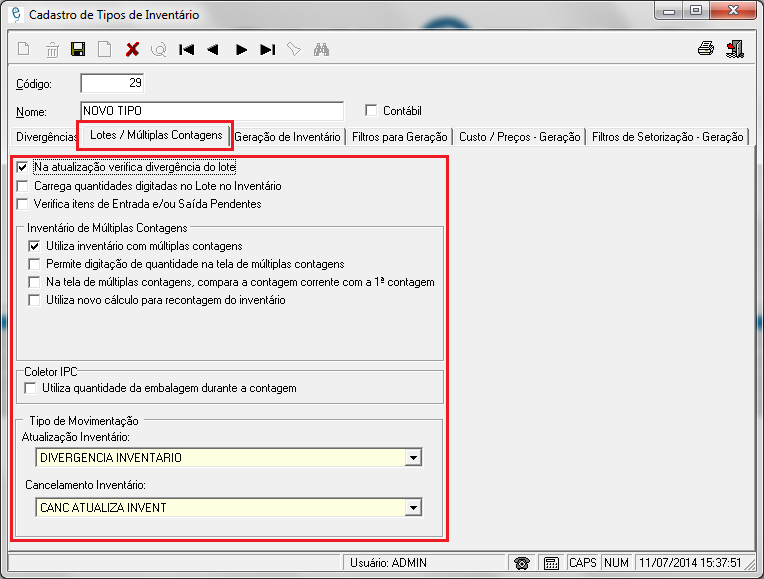 Cadastro de Tipos de Inventário
Código: 29
Nome: NOVO TIPO Contábil
Divergências Lotes / Múltiplas Contagens Geração de Inventário Filtros para Geração Custo / Preços - Geração Filtros de Setorização - Geração
Na atualização verifica divergência do lote
Carrega quantidades digitadas no Lote no Inventário
Verifica itens de Entrada e/ou Saída Pendentes
Inventário de Múltiplas Contagens
Utiliza inventário com múltiplas contagens
Permite digitação de quantidade na tela de múltiplas contagens
Na tela de múltiplas contagens, compara a contagem corrente com a 1ª contagem
Utiliza novo cálculo para recontagem do inventário
Coletor IPC
Utiliza quantidade da embalagem durante a contagem
Tipo de Movimentação
Atualização Inventário:
DIVERGENCIA INVENTARIO
Cancelamento Inventário:
CANC ATUALIZA INVENT
Usuário: ADMIN CAPS NUM 11/07/2014 15:37:51